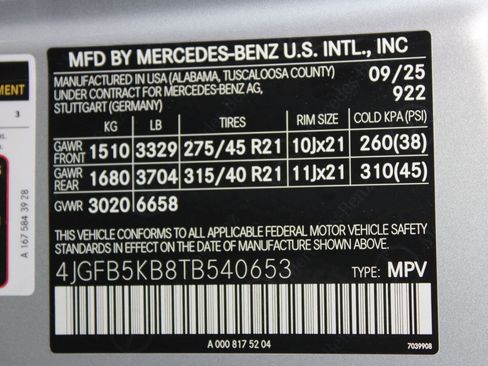 MFD BY MERCEDES-BENZ U.S. INTL., INC
MANUFACTURED IN USA (ALABAMA, TUSCALOOSA COUNTY)
UNDER CONTRACT FOR MERCEDES-BENZ AG,
STUTTGART (GERMANY)
09/25
922
KG LB TIRES RIM SIZE COLD KPA (PSI)
GAWR FRONT 1510 3329 275/45 R21 10Jx21 260(38)
GAWR REAR 1680 3704 315/40 R21 11Jx21 310(45)
GVWR 3020 6658
THIS VEHICLE CONFORMS TO ALL APPLICABLE FEDERAL MOTOR VEHICLE SAFETY
STANDARDS IN EFFECT ON THE DATE OF MANUFACTURE SHOWN ABOVE.
4JGFB5KB8TB540653 TYPE: MPV
A 000 817 52 04
7039908
MENT
3
A 167 584 39 28